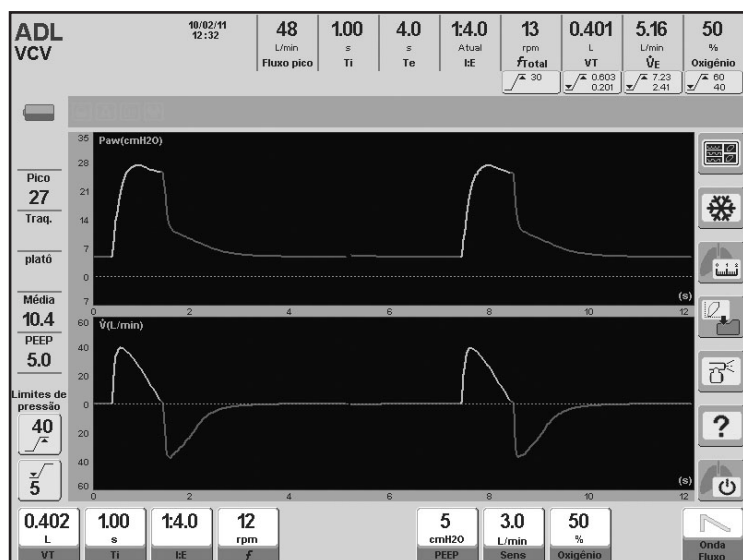 ADL
VCV
10/02/11
12:32
48
L/min
Fluxo pico
1.00
s
Ti
4.0
s
Te
1:4.0
Atual
I:E
13
rpm
fTotal
30
0.401
L
VT
0.603
0.201
5.16
L/min
V̇E
7.23
2.41
50
%
Oxigênio
60
40
Pico
27
Traq.
platô
Média
10.4
PEEP
5.0
Limites de
pressão
40
5
Paw(cmH2O)
35
28
21
14
7
0
7
0 2 4 6 8 10 12
(s)
V̇(L/min)
60
40
20
0
20
40
60
0 2 4 6 8 10 12
(s)
?
0.402
L
VT
1.00
s
Ti
1:4.0
I:E
12
rpm
f
5
cmH2O
PEEP
3.0
L/min
Sens
50
%
Oxigênio
Onda
Fluxo